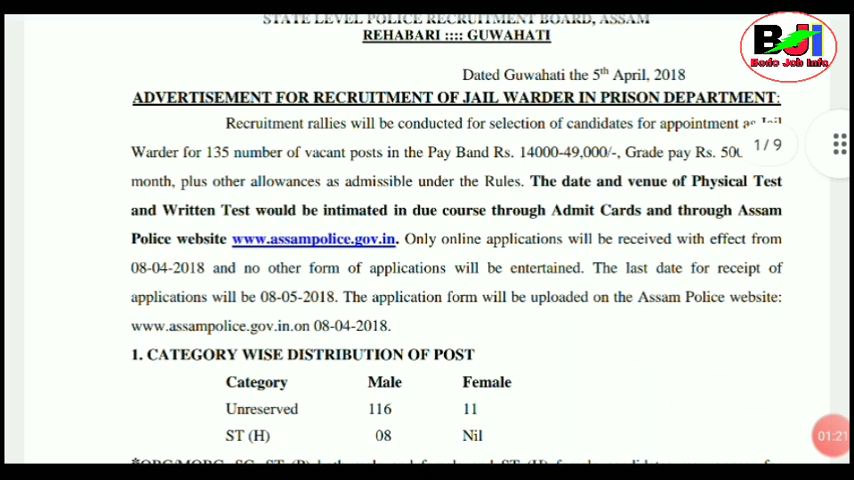 STATE LEVEL POLICE RECRUITMENT BOARD, ASSAM
REHABARI :::: GUWAHATI
BJI
Bodo Job Info
Dated Guwahati the 5th April, 2018
ADVERTISEMENT FOR RECRUITMENT OF JAIL WARDER IN PRISON DEPARTMENT:
Recruitment rallies will be conducted for selection of candidates for appointment as Jail
1/9
Warder for 135 number of vacant posts in the Pay Band Rs. 14000-49,000/-, Grade pay Rs.
month, plus other allowances as admissible under the Rules. The date and venue of Physical Test
and Written Test would be intimated in due course through Admit Cards and through Assam
Police website www.assampolice.gov.in. Only online applications will be received with effect from
08-04-2018 and no other form of applications will be entertained. The last date for receipt of
applications will be 08-05-2018. The application form will be uploaded on the Assam Police website:
www.assampolice.gov.in.on 08-04-2018.
1. CATEGORY WISE DISTRIBUTION OF POST
Category Male Female
Unreserved 116 11
ST (H) 08 Nil
01:21